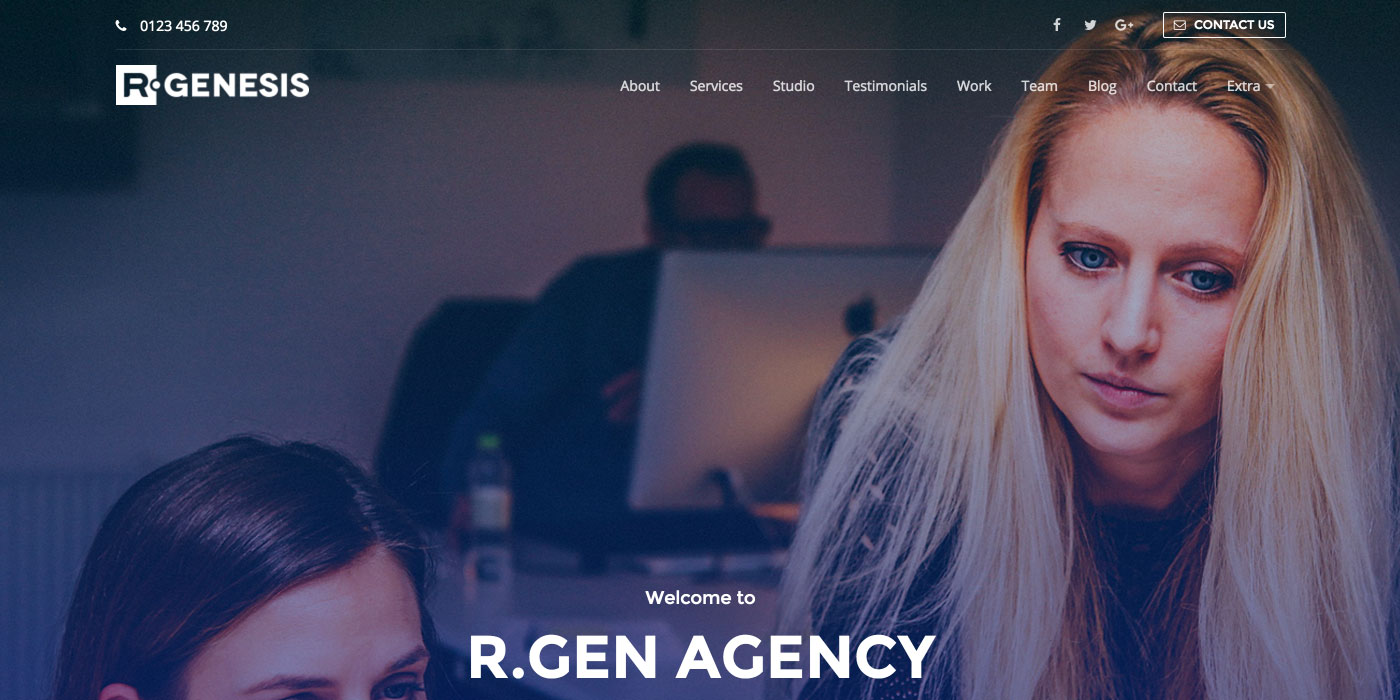 0123 456 789
CONTACT US
R.GENESIS
About Services Studio Testimonials Work Team Blog Contact Extra
Welcome to
R.GEN AGENCY